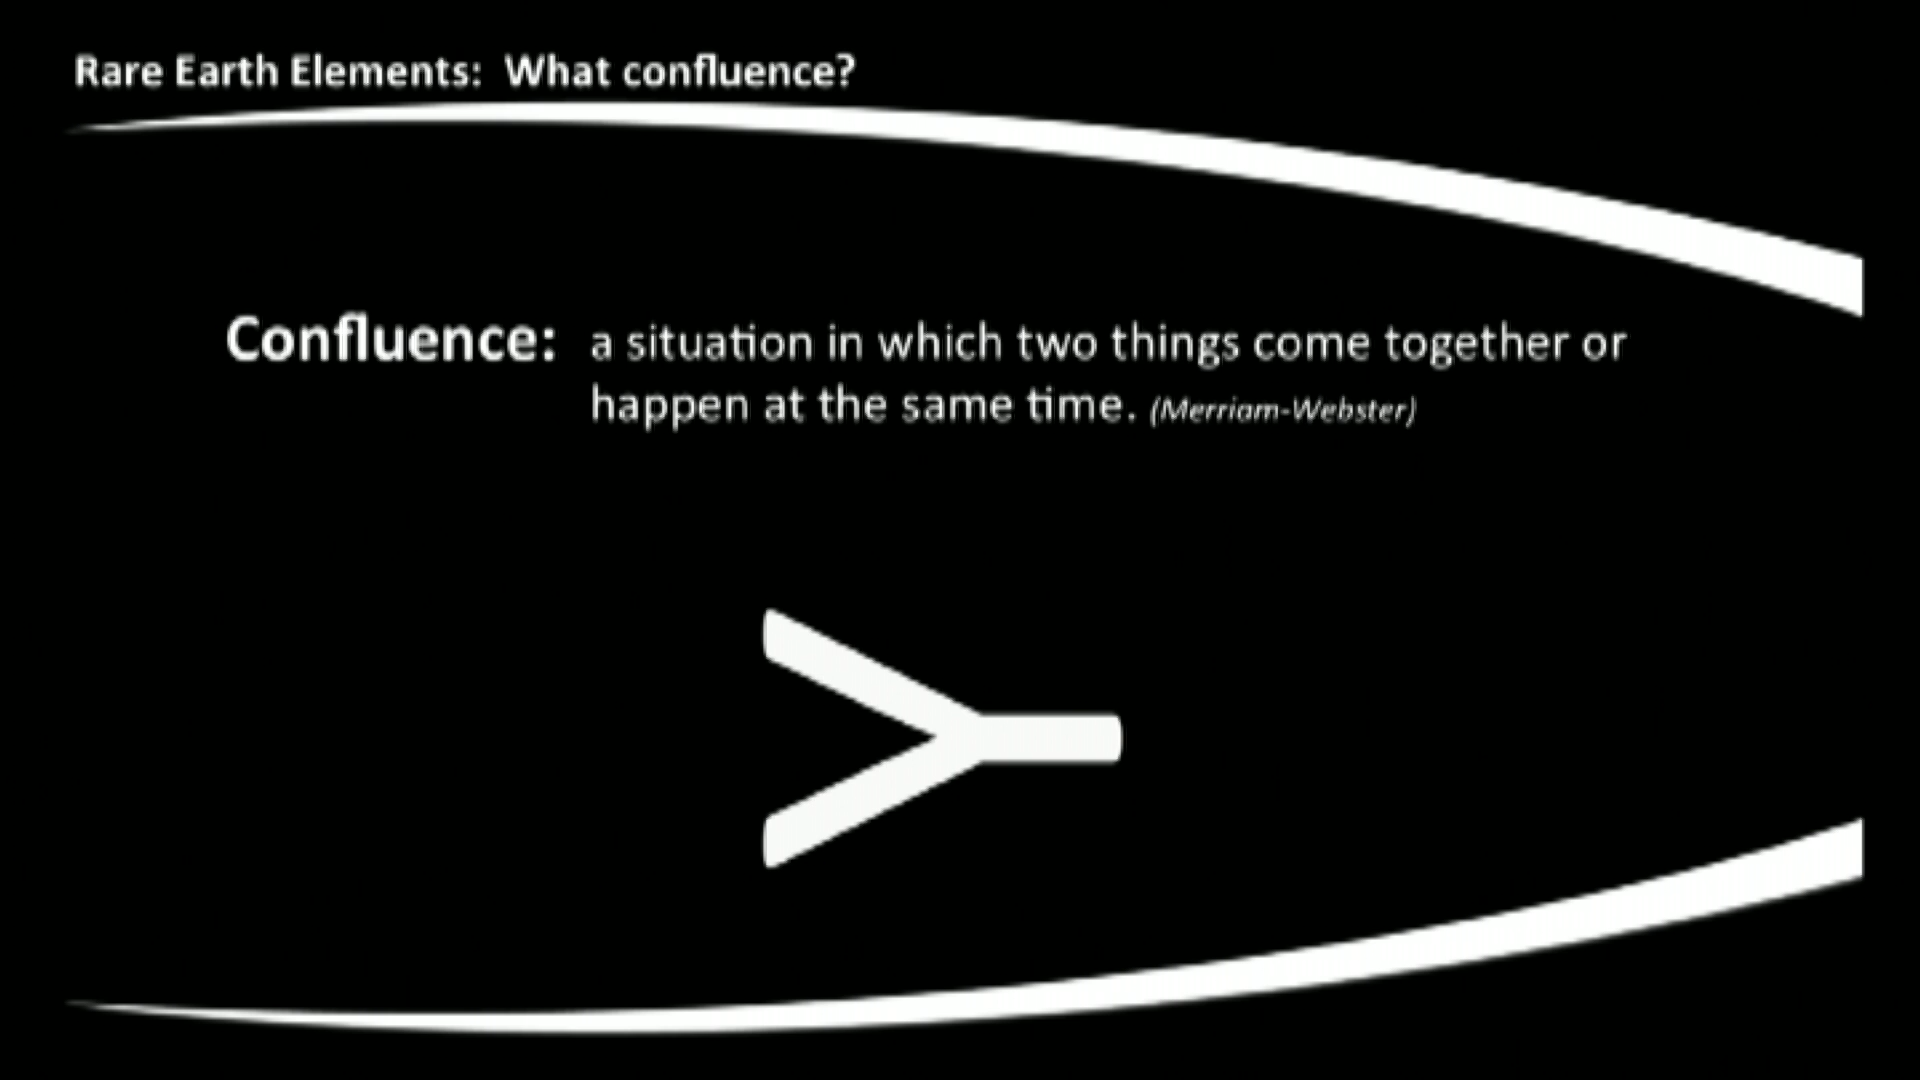 Rare Earth Elements:  What confluence?
Confluence: a situation in which two things come together or
happen at the same time. (Merriam-Webster)